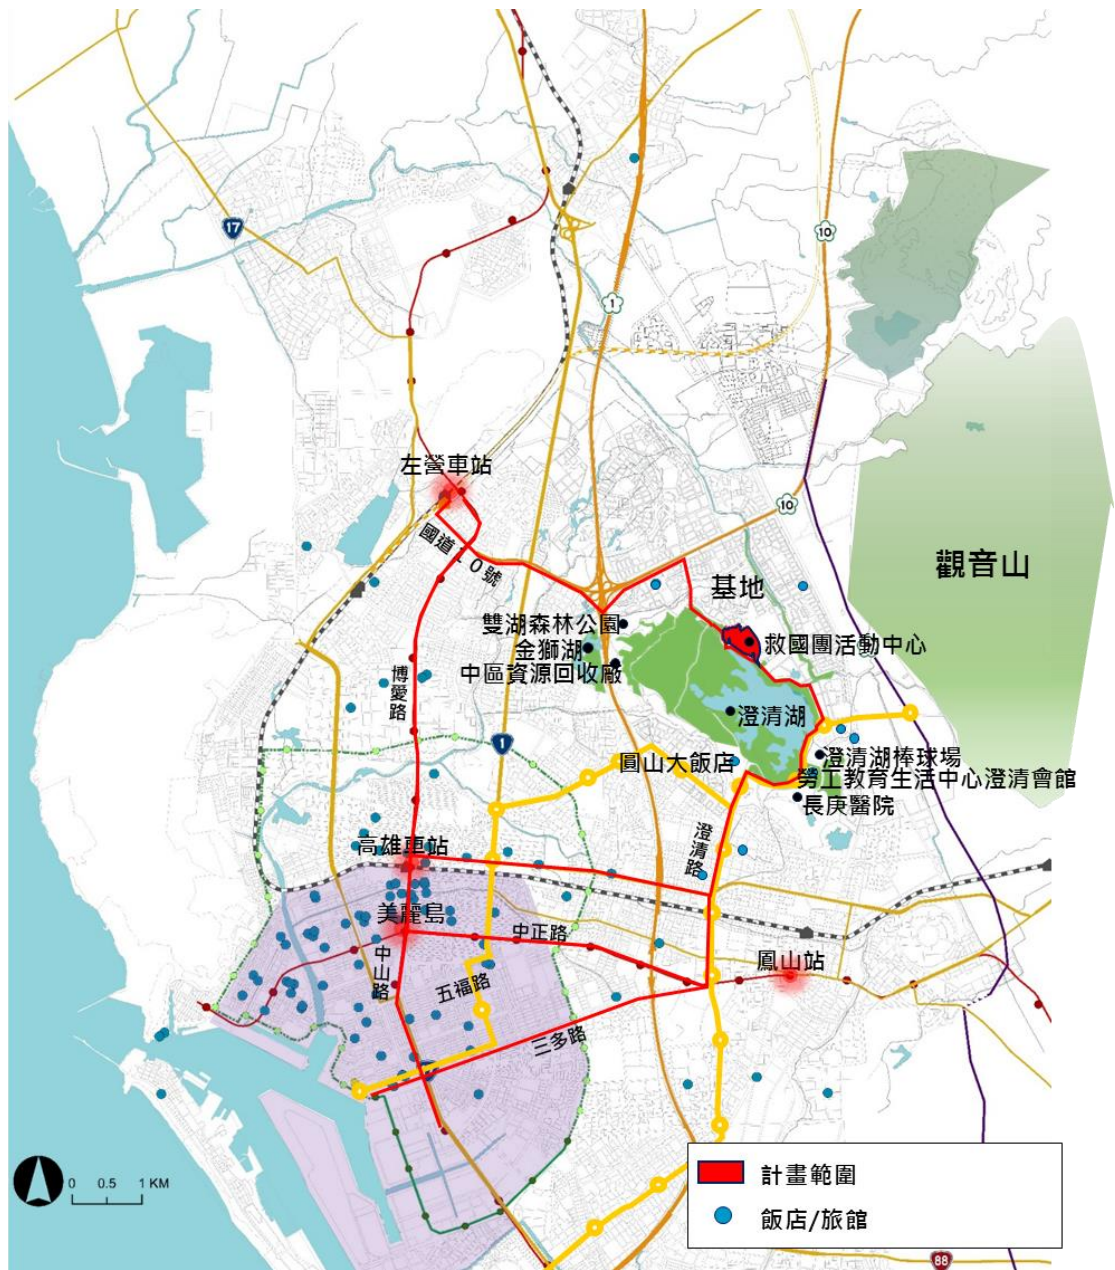 17
10
1
左營車站
10
國道10號
觀音山
基地
雙湖森林公園
救國團活動中心
金獅湖
中區資源回收廠
博愛路
澄清湖
1
圓山大飯店
澄清湖棒球場
勞工教育生活中心澄清會館
長庚醫院
澄清路
高雄車站
美麗島
中正路
中山路
鳳山站
五福路
三多路
0 0.5 1 KM
計畫範圍
飯店/旅館
88